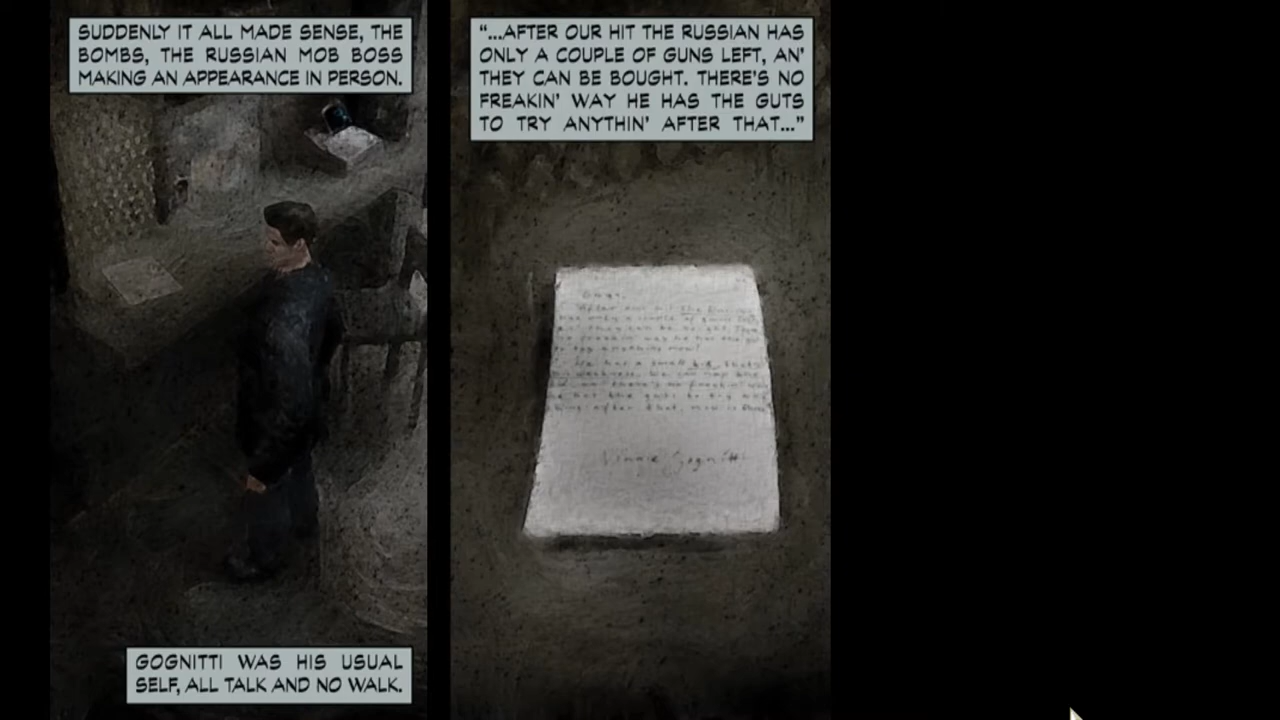 SUDDENLY IT ALL MADE SENSE, THE
BOMBS, THE RUSSIAN MOB BOSS
MAKING AN APPEARANCE IN PERSON.
GOGNITTI WAS HIS USUAL
SELF, ALL TALK AND NO WALK.
“...AFTER OUR HIT THE RUSSIAN HAS
ONLY A COUPLE OF GUNS LEFT, AN’
THEY CAN BE BOUGHT. THERE’S NO
FREAKIN’ WAY HE HAS THE GUTS
TO TRY ANYTHIN’ AFTER THAT...”
Vinnie Gognitti